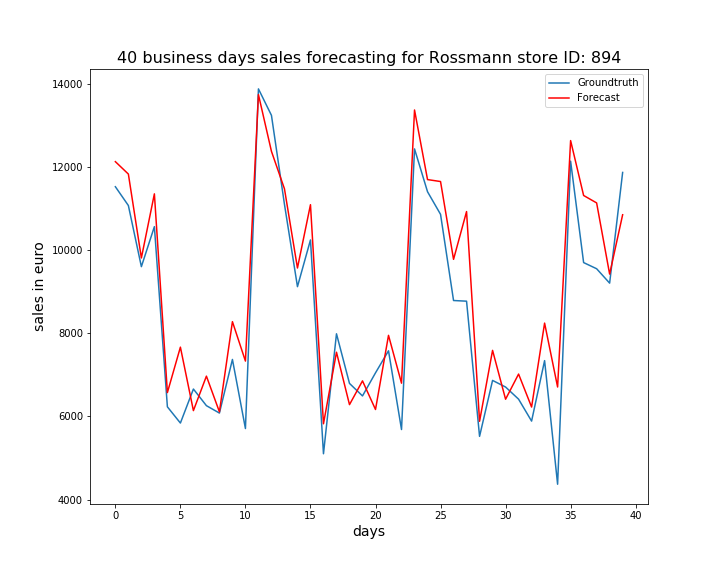 40 business days sales forecasting for Rossmann store ID: 894
Groundtruth
Forecast
14000
12000
10000
8000
6000
4000
sales in euro
0 5 10 15 20 25 30 35 40
days